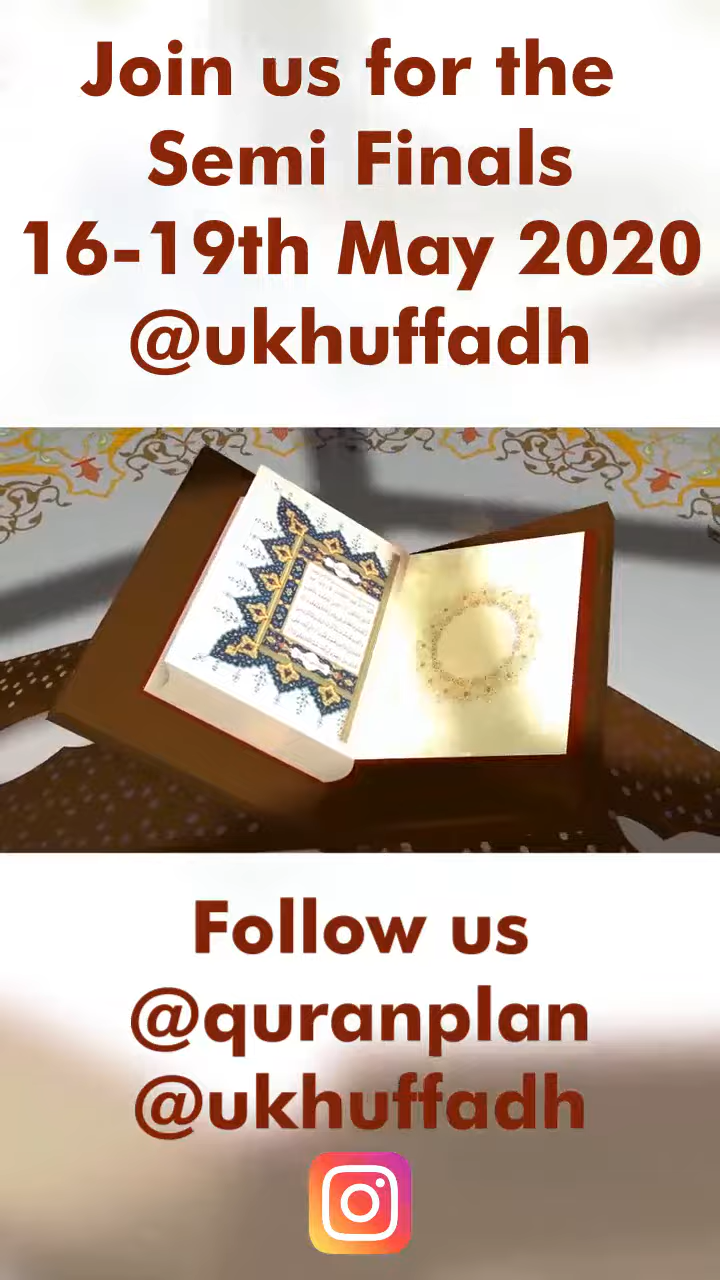 Join us for the
Semi Finals
16-19th May 2020
@ukhuffadh
Follow us
@quranplan
@ukhuffadh